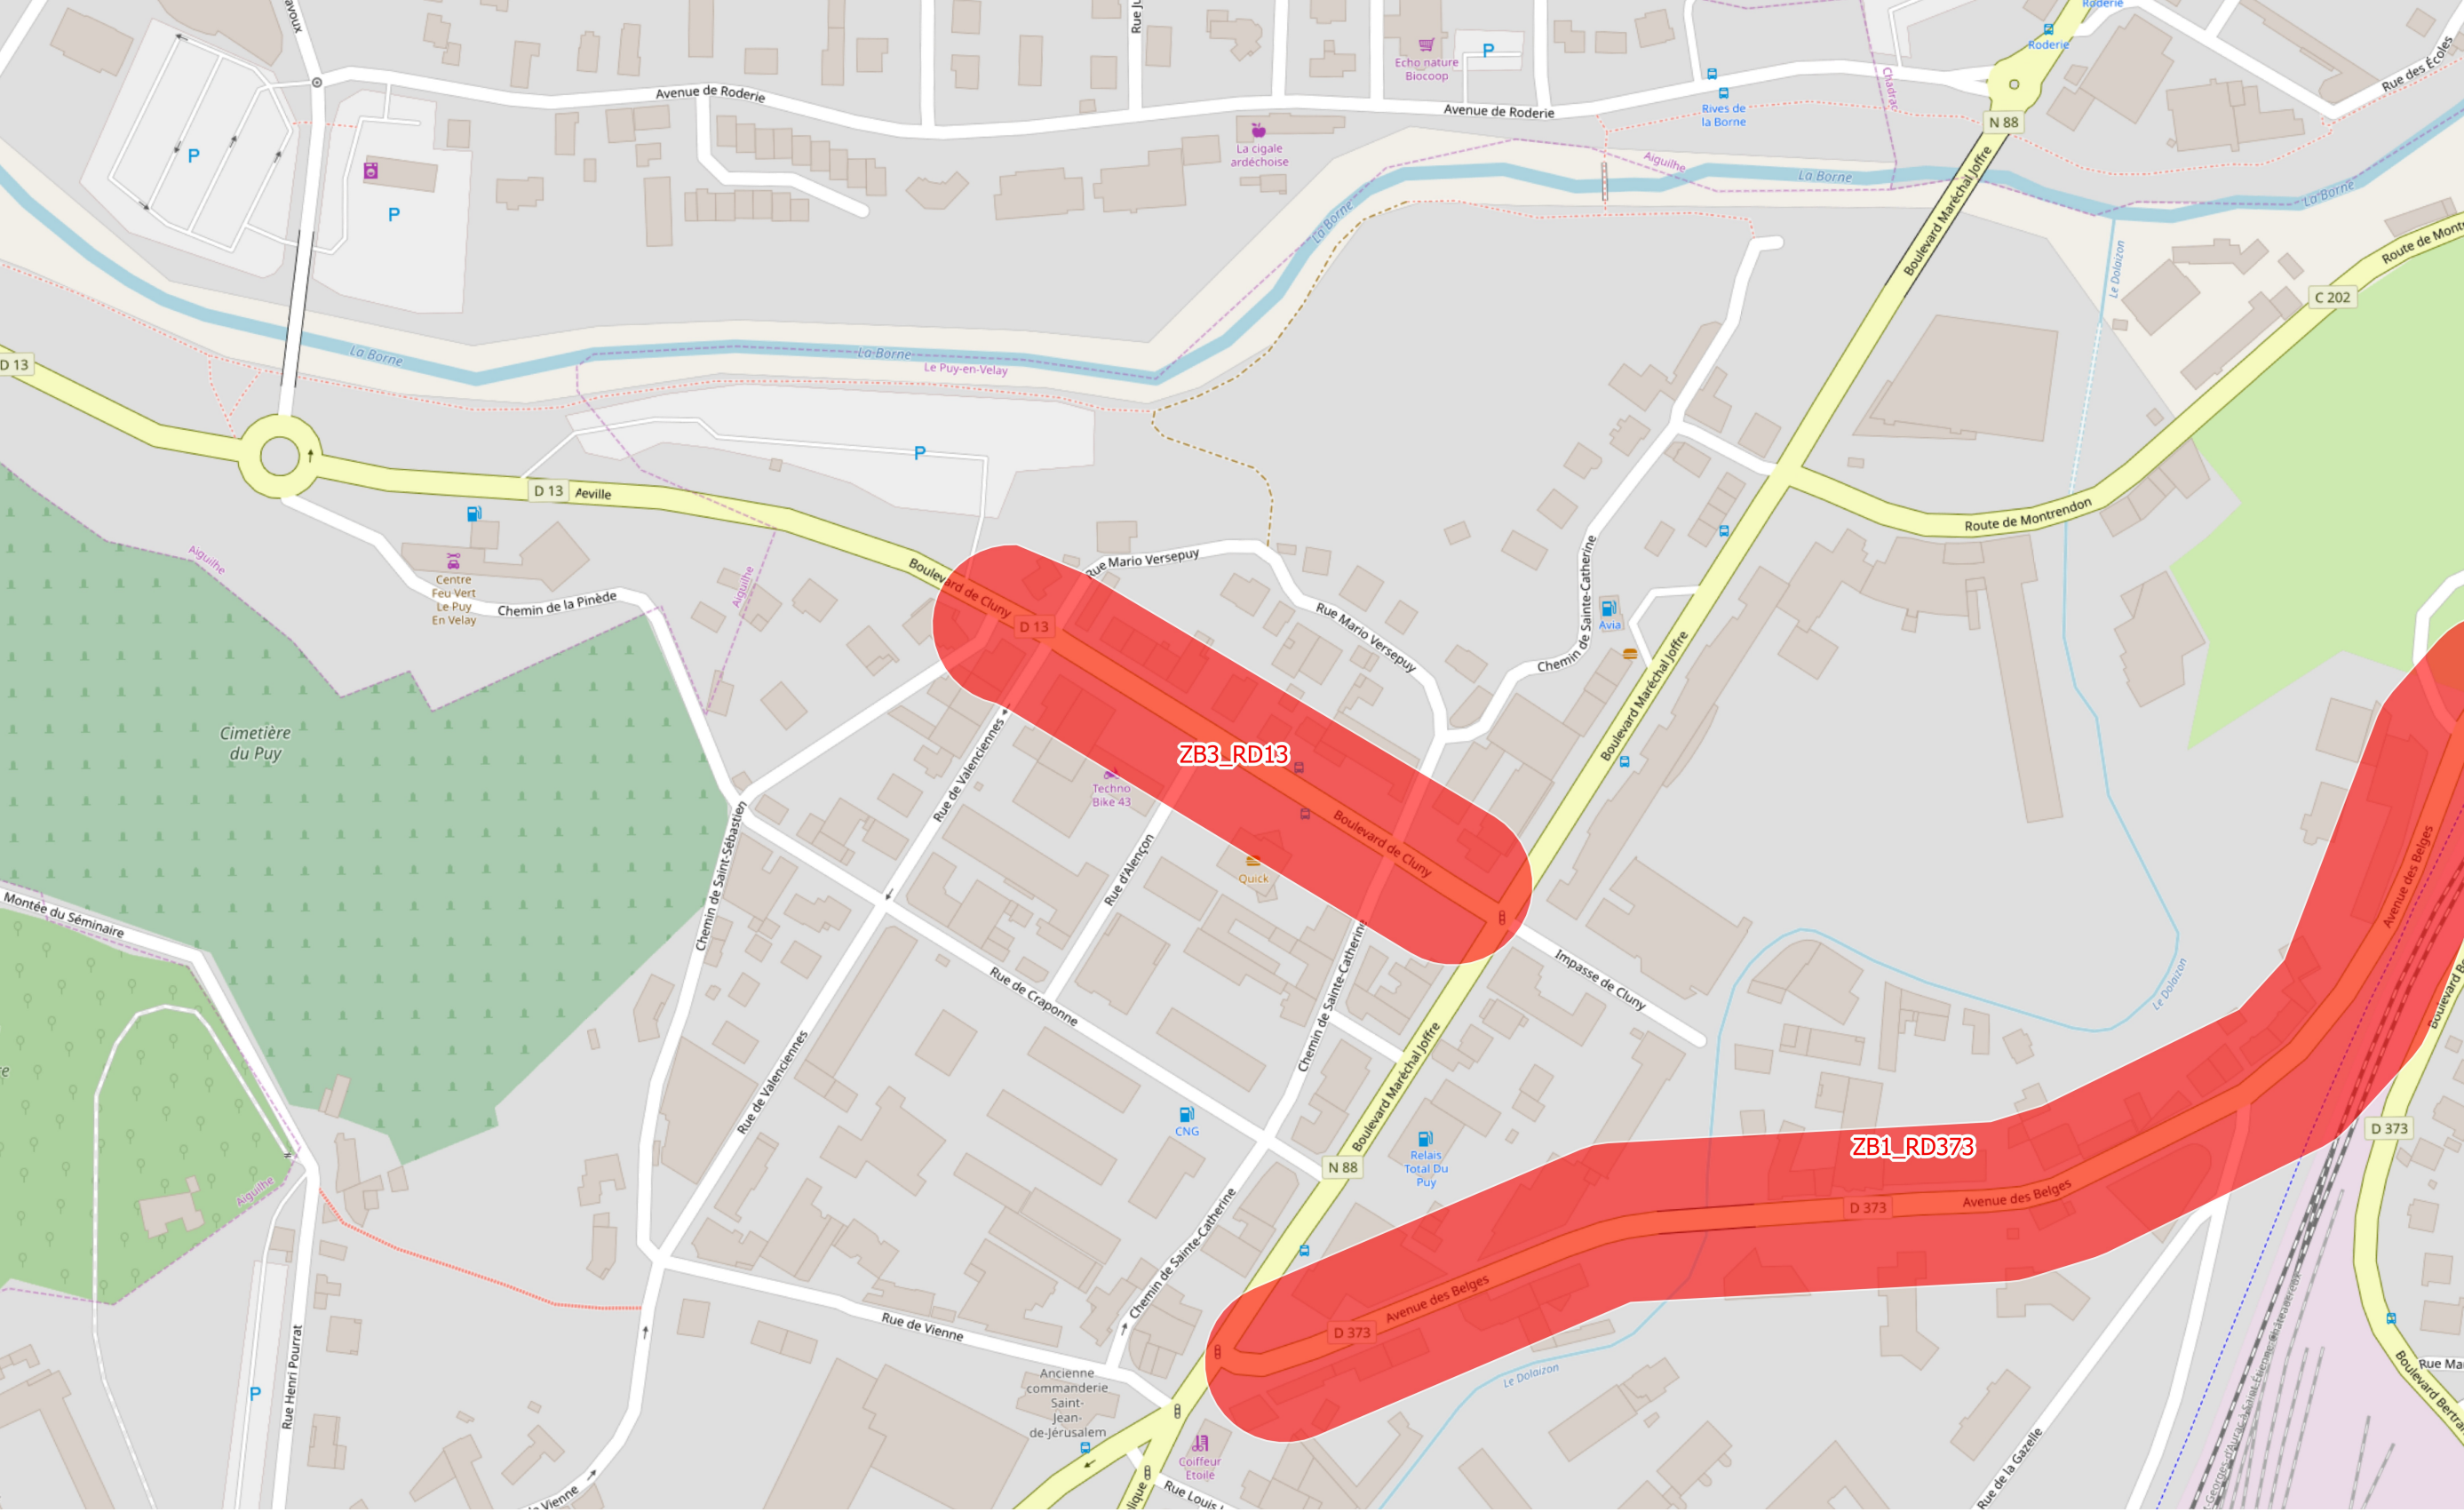 Roderie
Roderie
Rue des Écoles
Echo nature
Biocoop
P
Avenue de Roderie
Avenue de Roderie
Rives de
la Borne
Chadrac
N 88
La cigale
ardéchoise
P
P
Aiguilhe
La Borne
La Borne
La Borne
Boulevard Maréchal Joffre
Le Dolaizon
C 202
La Borne
La Borne
Le Puy-en-Velay
D 13
P
D 13
Aeville
Route de Montrendon
Aiguilhe
Centre
Feu Vert
Le Puy
En Velay
Chemin de la Pinède
Aiguilhe
Boulevard de Cluny
D 13
Rue Mario Versepuy
Rue Mario Versepuy
Chemin de Sainte-Catherine
Avia
Boulevard Maréchal Joffre
Cimetière
du Puy
ZB3_RD13
Rue de Valenciennes
Techno
Bike 43
Boulevard de Cluny
Quick
Rue d'Alençon
Chemin de Saint-Sébastien
Avenue des Belges
Montée du Séminaire
Rue de Craponne
Chemin de Sainte-Catherine
Impasse de Cluny
Le Dolaizon
Rue de Valenciennes
Boulevard Maréchal Joffre
CNG
Relais
Total Du
Puy
N 88
ZB1_RD373
D 373
Aiguilhe
D 373
Avenue des Belges
Chemin de Sainte-Catherine
Avenue des Belges
D 373
Rue de Vienne
Rue Henri Pourrat
P
Ancienne
commanderie
Saint-
Jean-
de-Jérusalem
Le Dolaizon
Coiffeur
Etoilé
Rue de la Gazelle